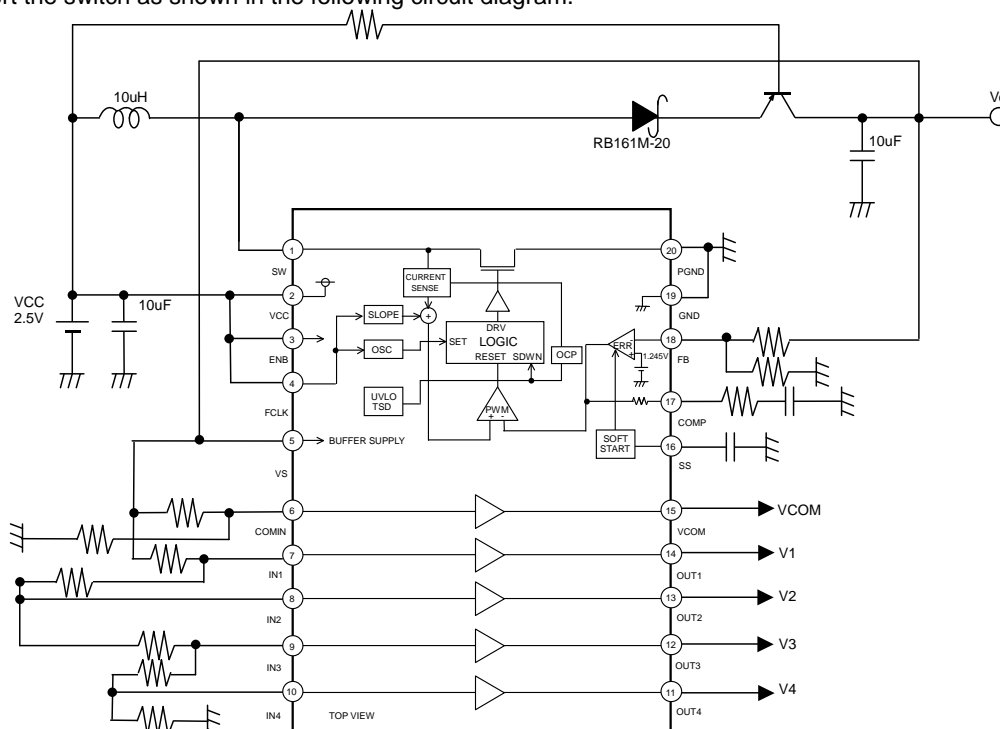 rt the switch as shown in the following circuit diagram.
10uH
RB161M-20
10uF
1
SW
20
PGND
VCC
2.5V
10uF
2
VCC
CURRENT
SENSE
19
GND
SLOPE
+
DRV
LOGIC
SET
RESET SDWN
3
ENB
OSC
OCP
ERR
-
+
1.245V
18
FB
4
FCLK
UVLO
TSD
PWM
+ -
17
COMP
5
BUFFER SUPPLY
VS
SOFT
START
16
SS
6
COMIN
15
VCOM
VCOM
7
IN1
14
OUT1
V1
8
IN2
13
OUT2
V2
9
IN3
12
OUT3
V3
10
IN4
TOP VIEW
11
OUT4
V4